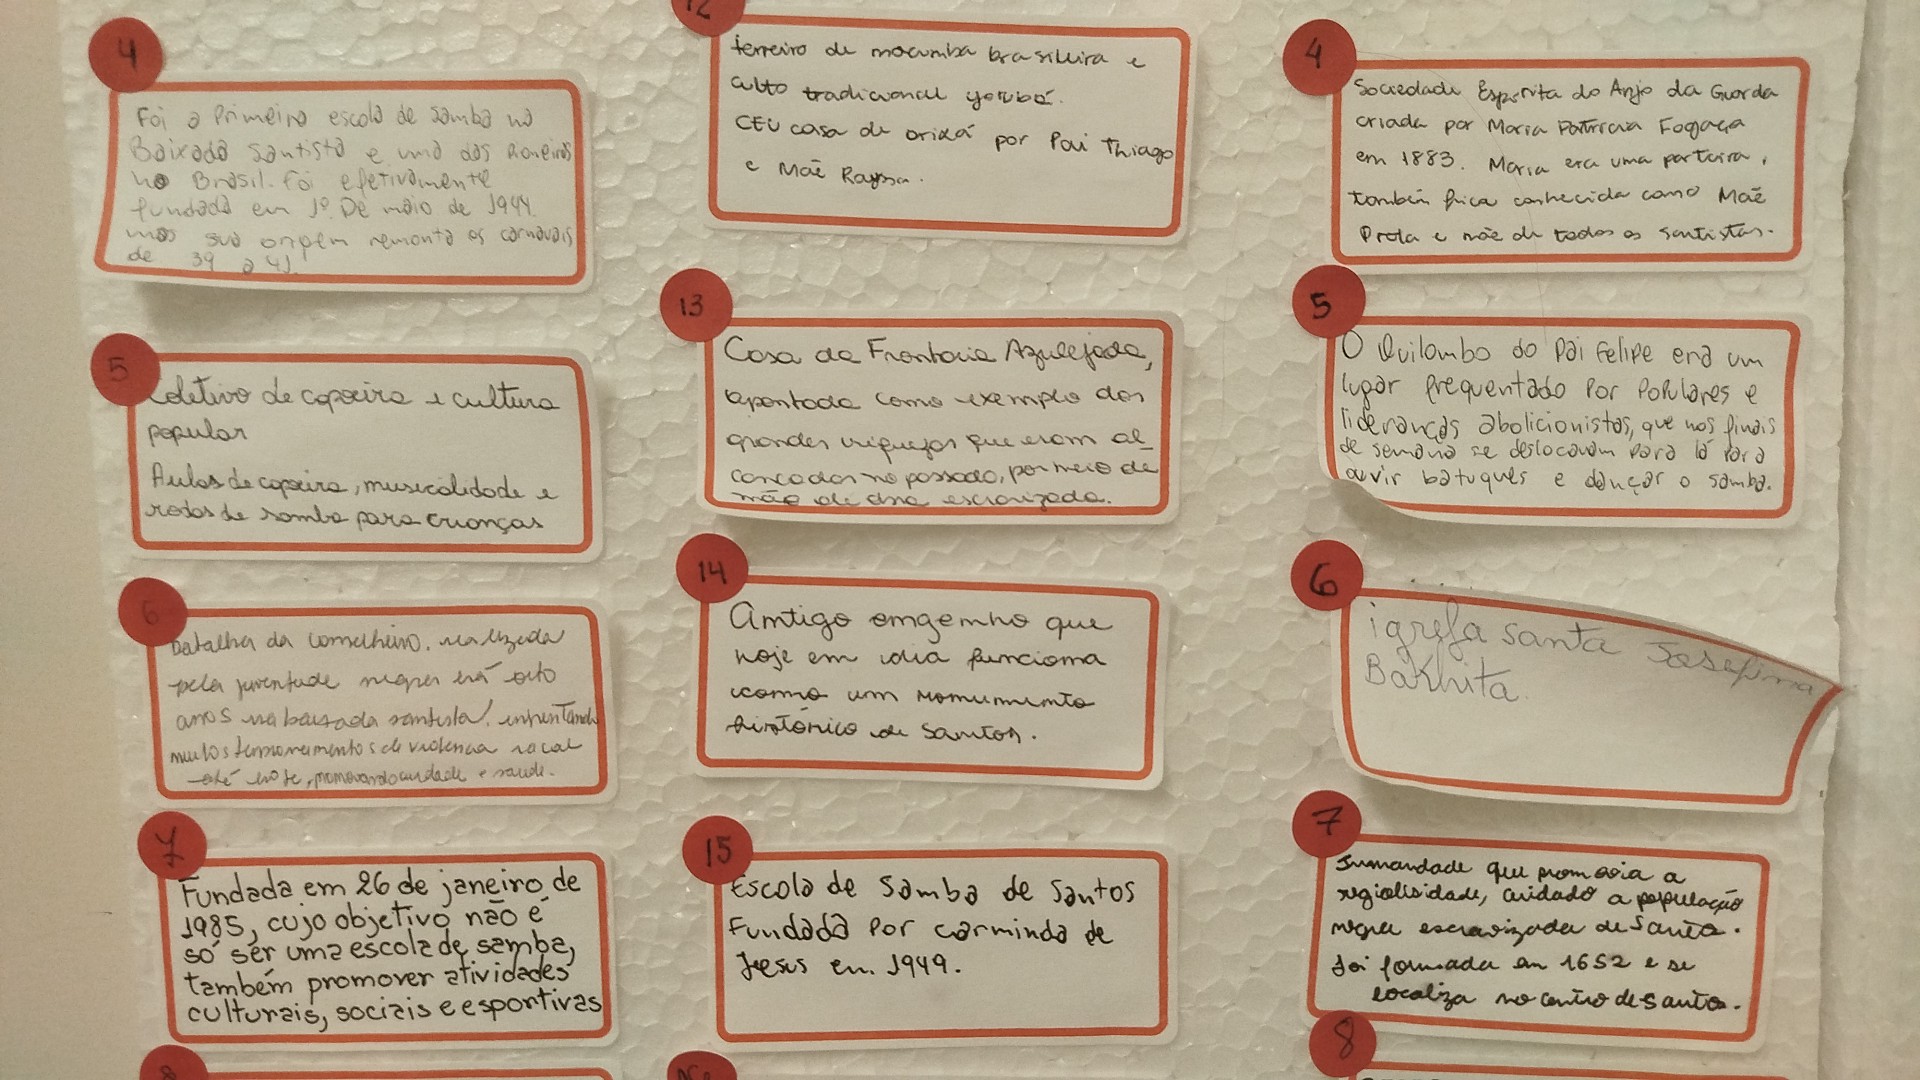 4
Foi a Primeira escola de samba na
Baixada Santista e uma das pioneiras
no Brasil. Foi efetivamente
fundada em 1º De maio de 1944.
mas sua origem remonta os carnavais
de 39 a 41.
5
Coletivo de capoeira e cultura
popular
Aulas de capoeira, musicalidade e
rodas de samba para crianças
6
Batalha da conselheiro, realizada
pela juventude negra há oito
anos na baixada santista, enfrentando
muitos tensionamentos de violencia racial
até hoje, promovendo cuidado e saude.
7
Fundada em 26 de janeiro de
1985, cujo objetivo não é
só ser uma escola de samba,
também promover atividades
culturais, sociais e esportivas
8
12
terreiro de macumba brasileira e
culto tradicional yorubá.
CEU casa de orixá por Pai Thiago
e Mãe Rayssa.
13
Casa da Frontaria Azulejada,
apontada como exemplo das
grandes riquezas que eram al-
cançadas no passado, por meio de
mão de obra escravizada.
14
Antigo engenho que
hoje em dia funciona
como um monumento
histórico de Santos.
15
Escola de Samba de Santos
Fundada Por Carminda de
Jesus em 1949.
4
Sociedade Espírita do Anjo da Guarda
criada por Maria Patricia Fogaça
em 1883. Maria era uma parteira,
também fica conhecida como Mãe
Preta e mãe de todos os santistas.
5
O Quilombo do Pai Felipe era um
lugar frequentado Por Populares e
lideranças abolicionistas, que nos finais
de semana se deslocavam Para lá Para
ouvir batuques e dançar o samba.
6
igreja Santa Josefina
Bakhita.
7
Irmandade que promovia a
religiosidade, cuidado a população
negra escravizada de Santos.
Foi formada em 1652 e se
localiza no centro de Santos.
8